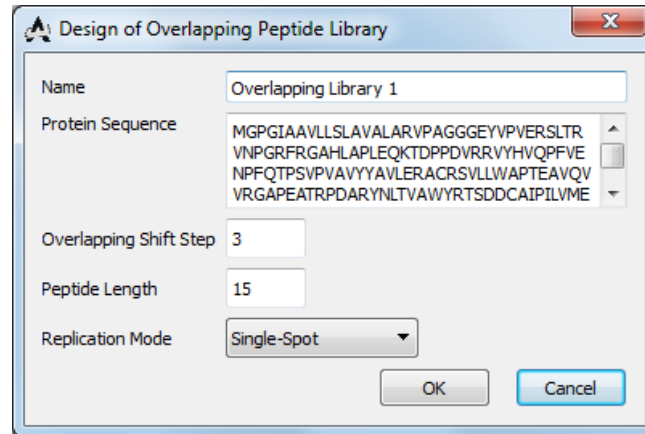 Design of Overlapping Peptide Library
Name
Overlapping Library 1
Protein Sequence
MGPGIAAVLLSLAVALARVPAGGGEYVPVERSLTR
VNPGRFRGAHLAPLEQKTDPPDVRRVYHVQPFVE
NPFQTPSVPVAVYYAVLERACRSVLLWAPTEAVQV
VRGAPEATRPDARYNLTVAWYRTSDDCAIPILVME
Overlapping Shift Step
3
Peptide Length
15
Replication Mode
Single-Spot
OK
Cancel